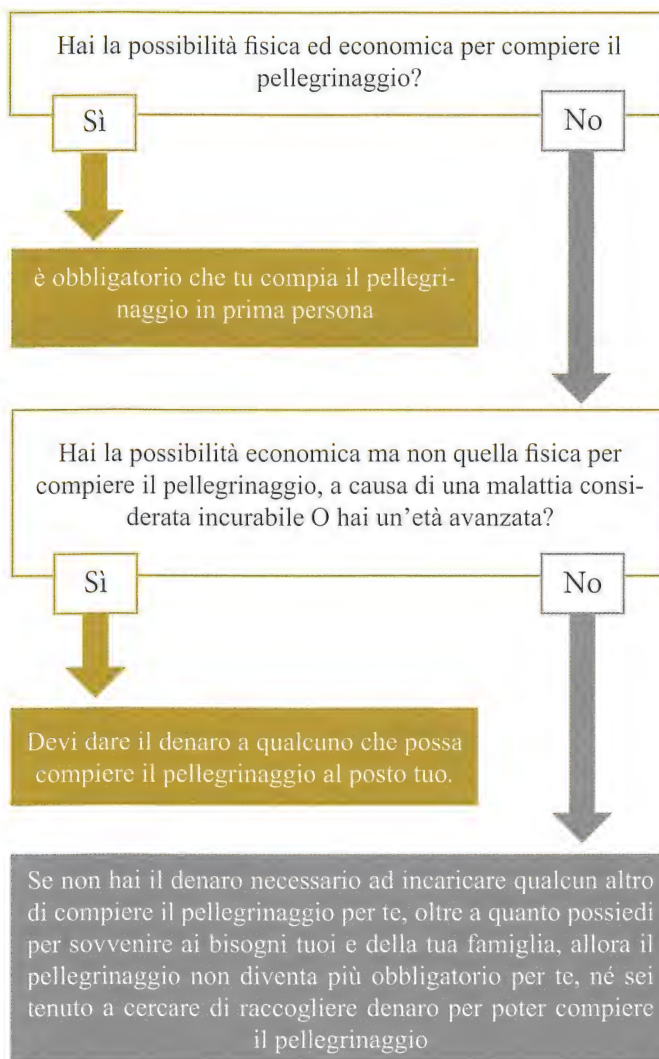 Hai la possibilità fisica ed economica per compiere il
pellegrinaggio?
Sì
No
è obbligatorio che tu compia il pellegri-
naggio in prima persona
Hai la possibilità economica ma non quella fisica per
compiere il pellegrinaggio, a causa di una malattia consi-
derata incurabile O hai un’età avanzata?
Sì
No
Devi dare il denaro a qualcuno che possa
compiere il pellegrinaggio al posto tuo.
Se non hai il denaro necessario ad incaricare qualcun altro
di compiere il pellegrinaggio per te, oltre a quanto possiedi
per sovvenire ai bisogni tuoi e della tua famiglia, allora il
pellegrinaggio non diventa più obbligatorio per te, né sei
tenuto a cercare di raccogliere denaro per poter compiere
il pellegrinaggio